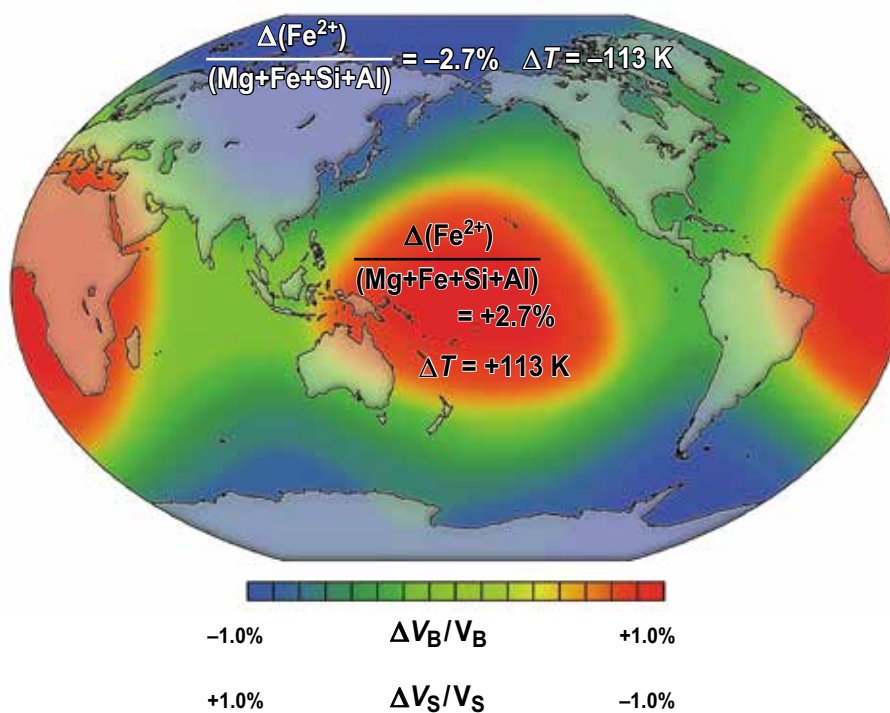 Δ(Fe²⁺)
(Mg+Fe+Si+Al)
= –2.7% ΔT = –113 K
Δ(Fe²⁺)
(Mg+Fe+Si+Al)
= +2.7%
ΔT = +113 K
–1.0% ΔV_B/V_B +1.0%
+1.0% ΔV_S/V_S –1.0%